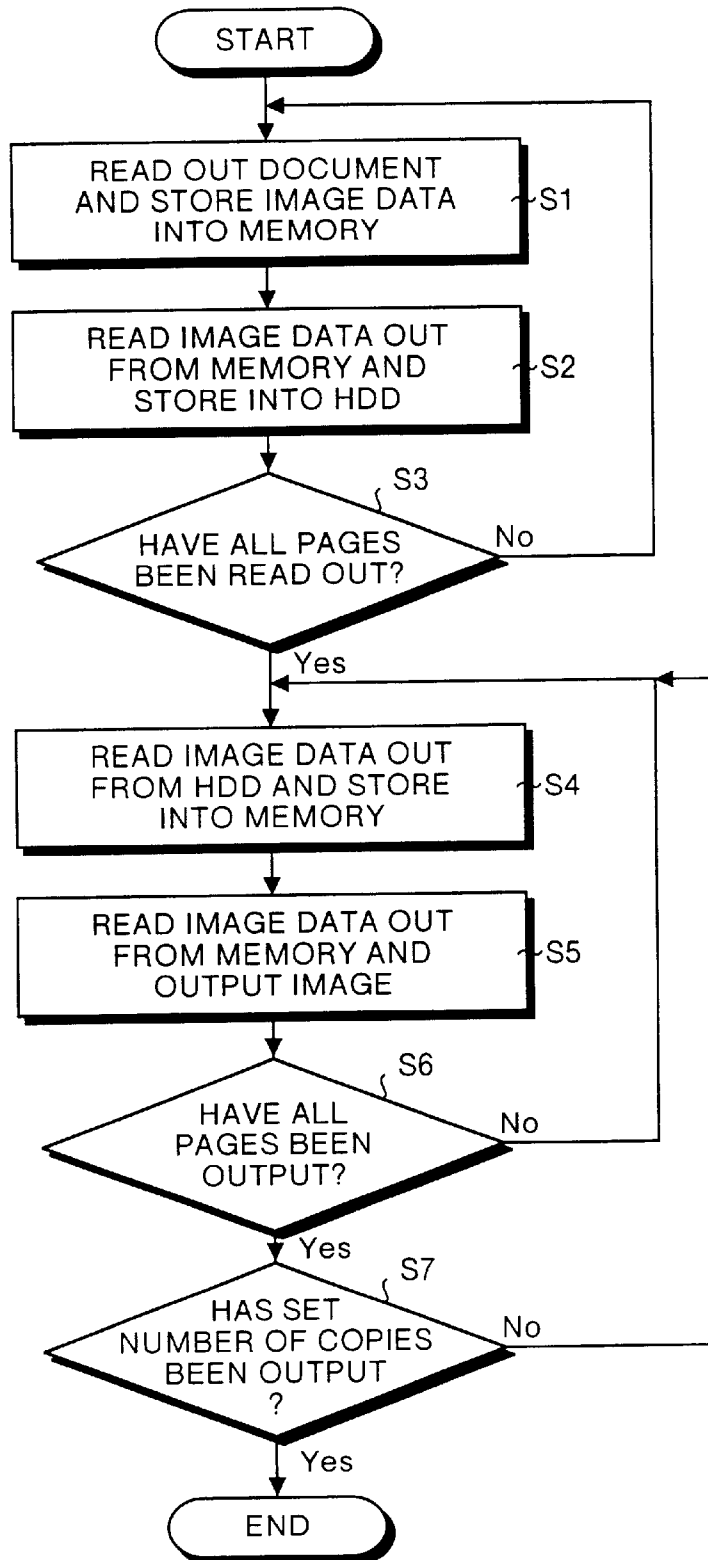 START
READ OUT DOCUMENT
AND STORE IMAGE DATA
INTO MEMORY
S1
READ IMAGE DATA OUT
FROM MEMORY AND
STORE INTO HDD
S2
S3
HAVE ALL PAGES
BEEN READ OUT?
No
Yes
READ IMAGE DATA OUT
FROM HDD AND STORE
INTO MEMORY
S4
READ IMAGE DATA OUT
FROM MEMORY AND
OUTPUT IMAGE
S5
S6
HAVE ALL
PAGES BEEN
OUTPUT?
No
Yes
S7
HAS SET
NUMBER OF COPIES
BEEN OUTPUT
?
No
Yes
END